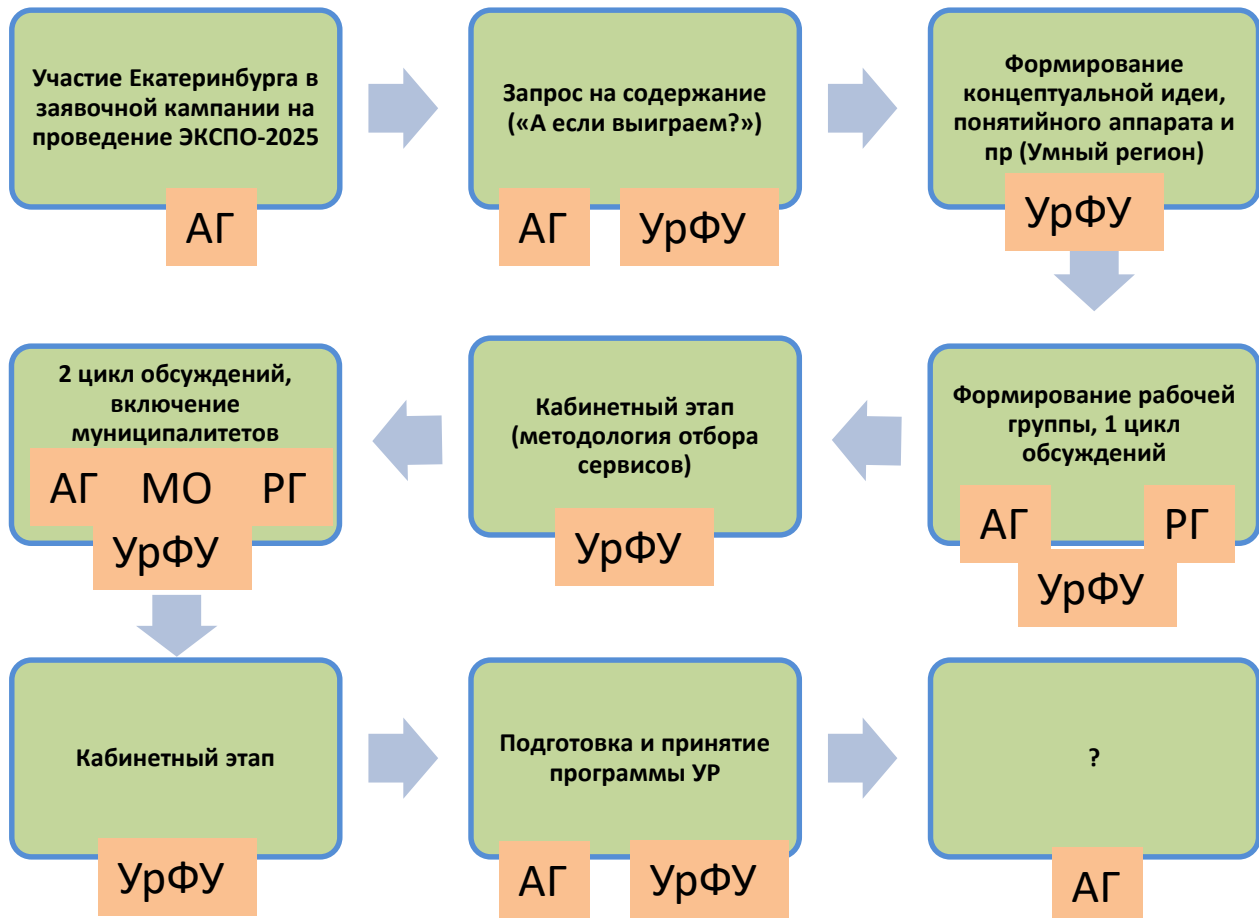 Участие Екатеринбурга в
заявочной кампании на
проведение ЭКСПО-2025
АГ
Запрос на содержание
(«А если выиграем?»)
АГ УрФУ
Формирование
концептуальной идеи,
понятийного аппарата и
пр (Умный регион)
УрФУ
Формирование рабочей
группы, 1 цикл
обсуждений
АГ РГ
УрФУ
Кабинетный этап
(методология отбора
сервисов)
УрФУ
2 цикл обсуждений,
включение
муниципалитетов
АГ МО РГ
УрФУ
Кабинетный этап
УрФУ
Подготовка и принятие
программы УР
АГ УрФУ
?
АГ